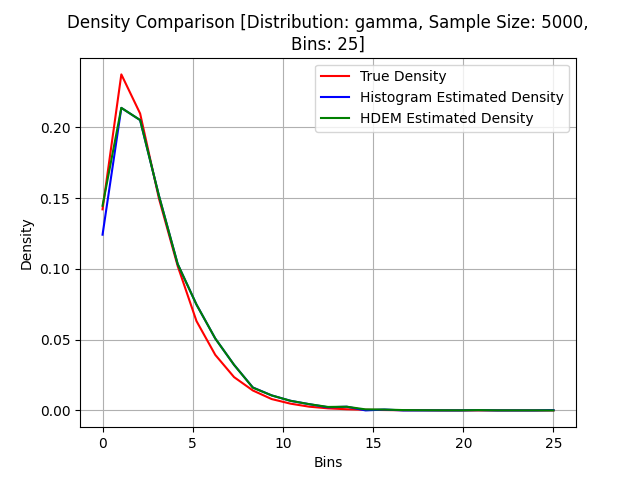 Density Comparison [Distribution: gamma, Sample Size: 5000,
Bins: 25]
True Density
Histogram Estimated Density
HDEM Estimated Density
Density
0.20
0.15
0.10
0.05
0.00
0 5 10 15 20 25
Bins